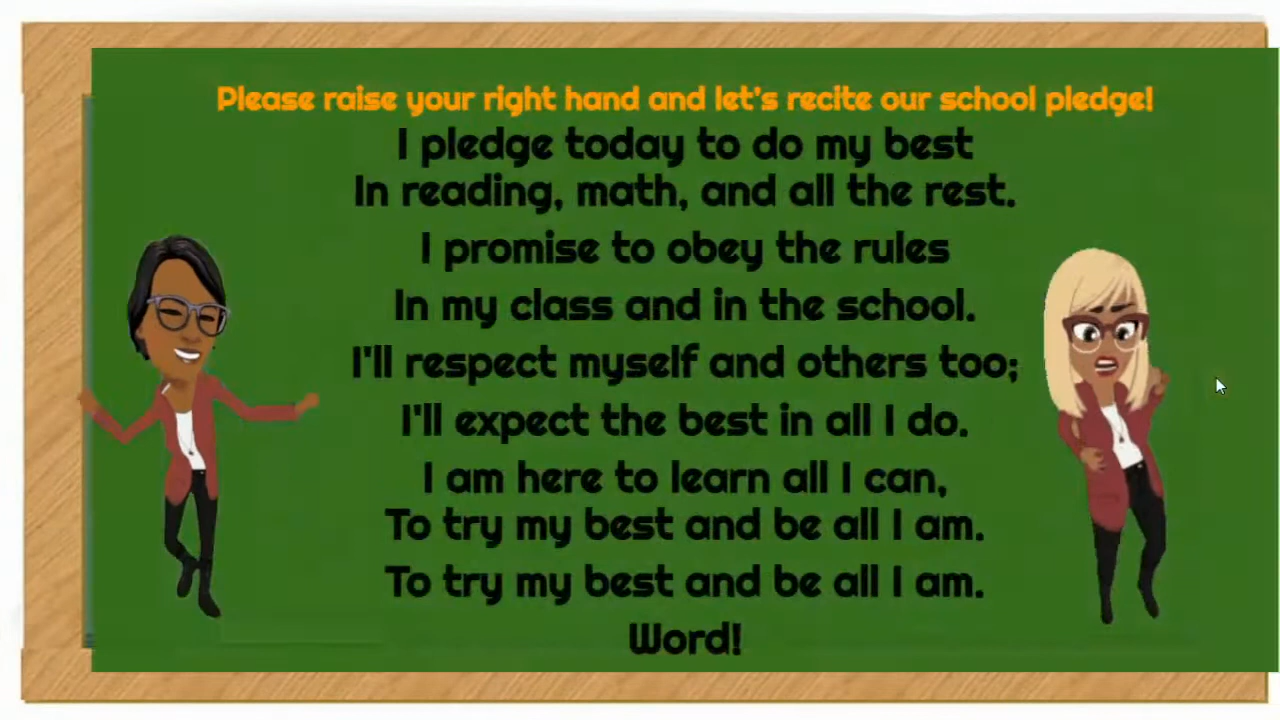 Please raise your right hand and let's recite our school pledge!
I pledge today to do my best
In reading, math, and all the rest.
I promise to obey the rules
In my class and in the school.
I'll respect myself and others too;
I'll expect the best in all I do.
I am here to learn all I can,
To try my best and be all I am.
To try my best and be all I am.
Word!